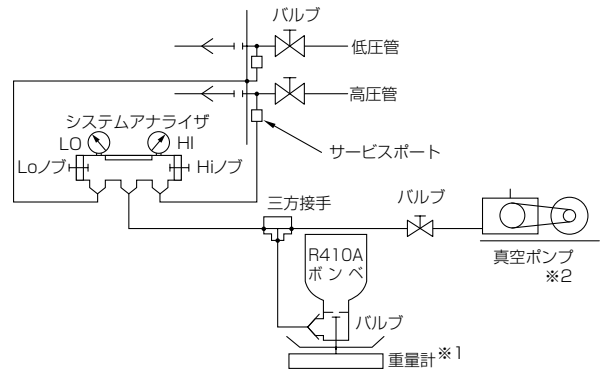 バルブ
低圧管
高圧管
システムアナライザ
LO
HI
Loノブ
Hiノブ
サービスポート
三方接手
バルブ
R410A
ボンベ
真空ポンプ
※2
バルブ
重量計※1